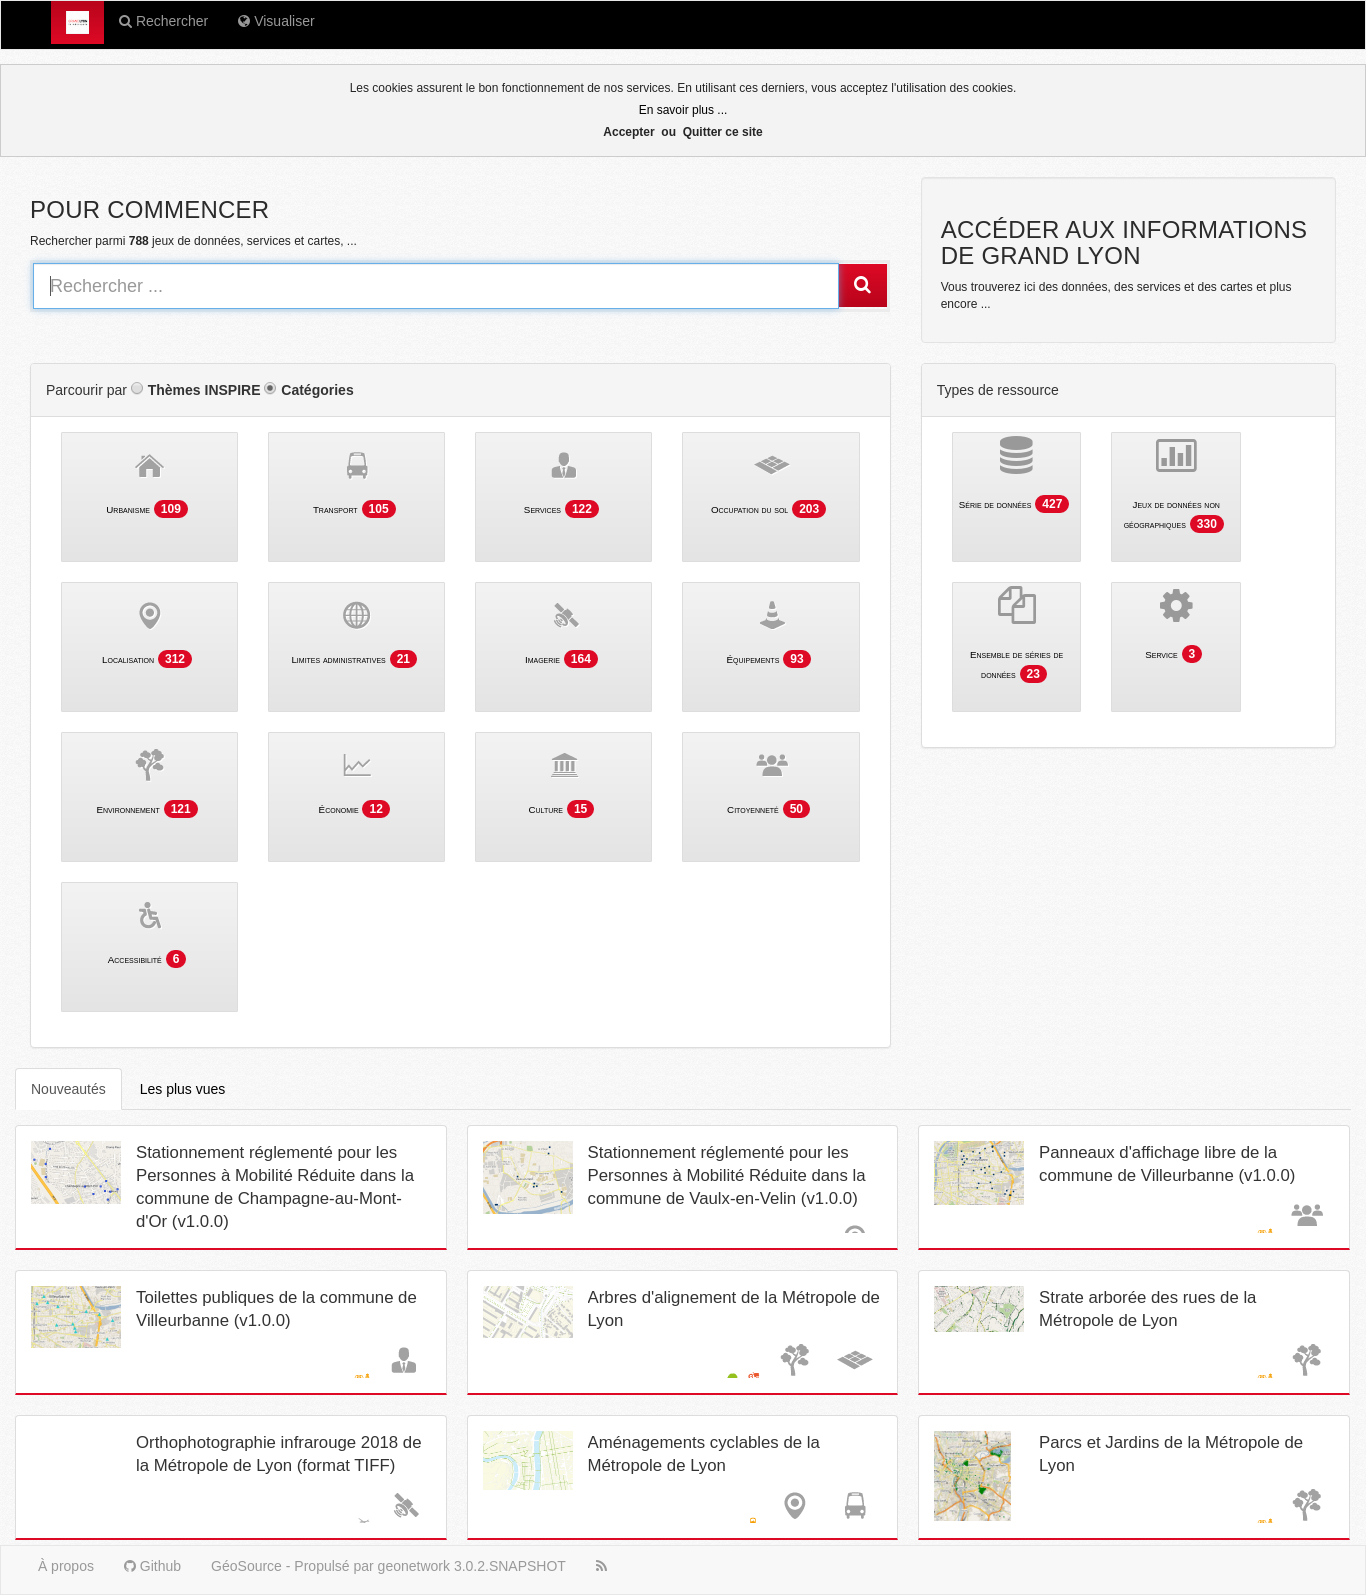 Rechercher
Visualiser
Les cookies assurent le bon fonctionnement de nos services. En utilisant ces derniers, vous acceptez l'utilisation des cookies.
En savoir plus ...
Accepter ou Quitter ce site
POUR COMMENCER
Rechercher parmi 788 jeux de données, services et cartes, ...
Rechercher ...
ACCÉDER AUX INFORMATIONS
DE GRAND LYON
Vous trouverez ici des données, des services et des cartes et plus
encore ...
Parcourir par Thèmes INSPIRE Catégories
Urbanisme 109
Transport 105
Services 122
Occupation du sol 203
Localisation 312
Limites administratives 21
Imagerie 164
Équipements 93
Environnement 121
Économie 12
Culture 15
Citoyenneté 50
Accessibilité 6
Types de ressource
Série de données 427
Jeux de données non
géographiques 330
Ensemble de séries de
données 23
Service 3
Nouveautés
Les plus vues
Stationnement réglementé pour les
Personnes à Mobilité Réduite dans la
commune de Champagne-au-Mont-
d'Or (v1.0.0)
Stationnement réglementé pour les
Personnes à Mobilité Réduite dans la
commune de Vaulx-en-Velin (v1.0.0)
Panneaux d'affichage libre de la
commune de Villeurbanne (v1.0.0)
Toilettes publiques de la commune de
Villeurbanne (v1.0.0)
Arbres d'alignement de la Métropole de
Lyon
Strate arborée des rues de la
Métropole de Lyon
Orthophotographie infrarouge 2018 de
la Métropole de Lyon (format TIFF)
Aménagements cyclables de la
Métropole de Lyon
Parcs et Jardins de la Métropole de
Lyon
À propos
Github
GéoSource - Propulsé par geonetwork 3.0.2.SNAPSHOT